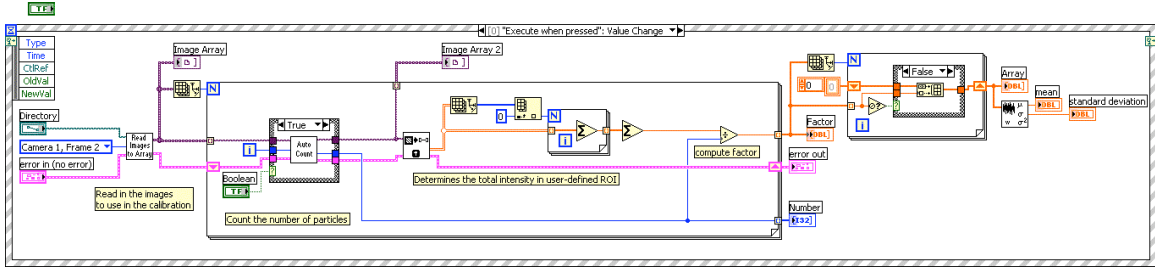 TF
[0] "Execute when pressed": Value Change
Type
Time
CtlRef
OldVal
NewVal
Directory
Camera 1, Frame 2
error in (no error)
Read
Images
to Array
Read in the images
to use in the calibration
Image Array
N
i
Boolean
TF
True
Auto
Count
Count the number of particles
Image Array 2
0
N
i
Σ
Σ
Determines the total intensity in user-defined ROI
÷
compute factor
0
Factor
DBL
error out
Number
I32
N
i
?
False
Array
DBL
mean
DBL
standard deviation
DBL
μ
σ
w
σ²